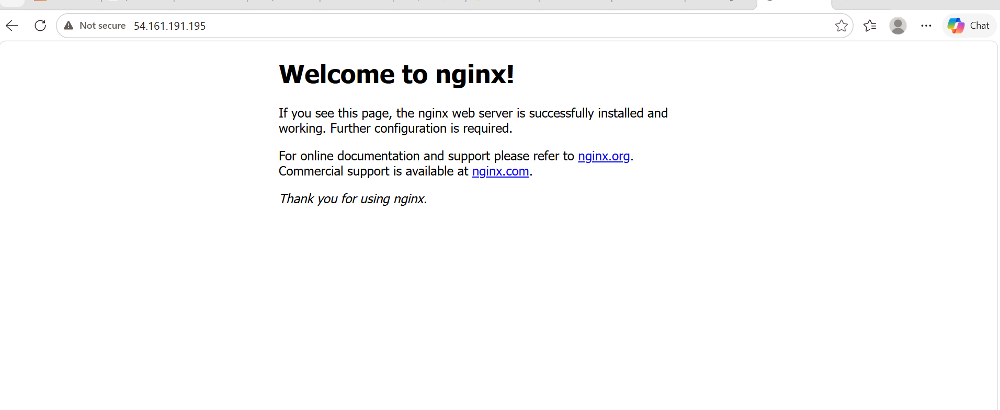 Not secure 54.161.191.195
Chat
Welcome to nginx!
If you see this page, the nginx web server is successfully installed and
working. Further configuration is required.
For online documentation and support please refer to nginx.org.
Commercial support is available at nginx.com.
Thank you for using nginx.